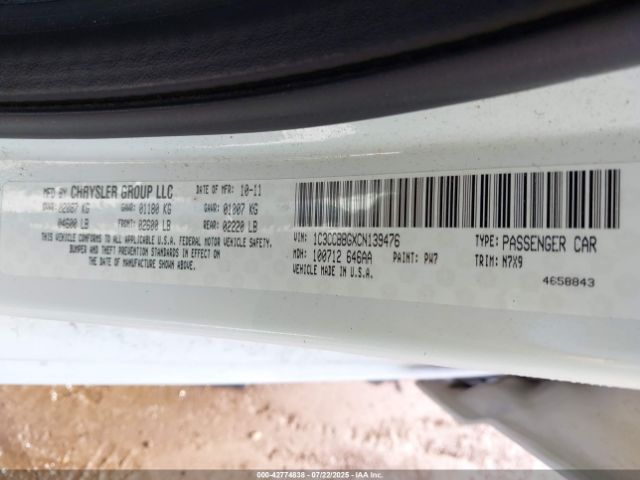 MFD BY CHRYSLER GROUP LLC DATE OF MFR: 10-11
GVWR: 02087 KG GAWR: 01180 KG GAWR: 01007 KG
04600 LB FRONT: 02600 LB REAR: 02220 LB
THIS VEHICLE CONFORMS TO ALL APPLICABLE U.S.A. FEDERAL MOTOR VEHICLE SAFETY,
BUMPER AND THEFT PREVENTION STANDARDS IN EFFECT ON
THE DATE OF MANUFACTURE SHOWN ABOVE.
VIN: 1C3CCBBGXCN139476 TYPE: PASSENGER CAR
MDH: 100712 646AA PAINT: PW7 TRIM: N7X9
VEHICLE MADE IN U.S.A.
4658843
000-42774838 - 07/22/2025 - IAAI.COM